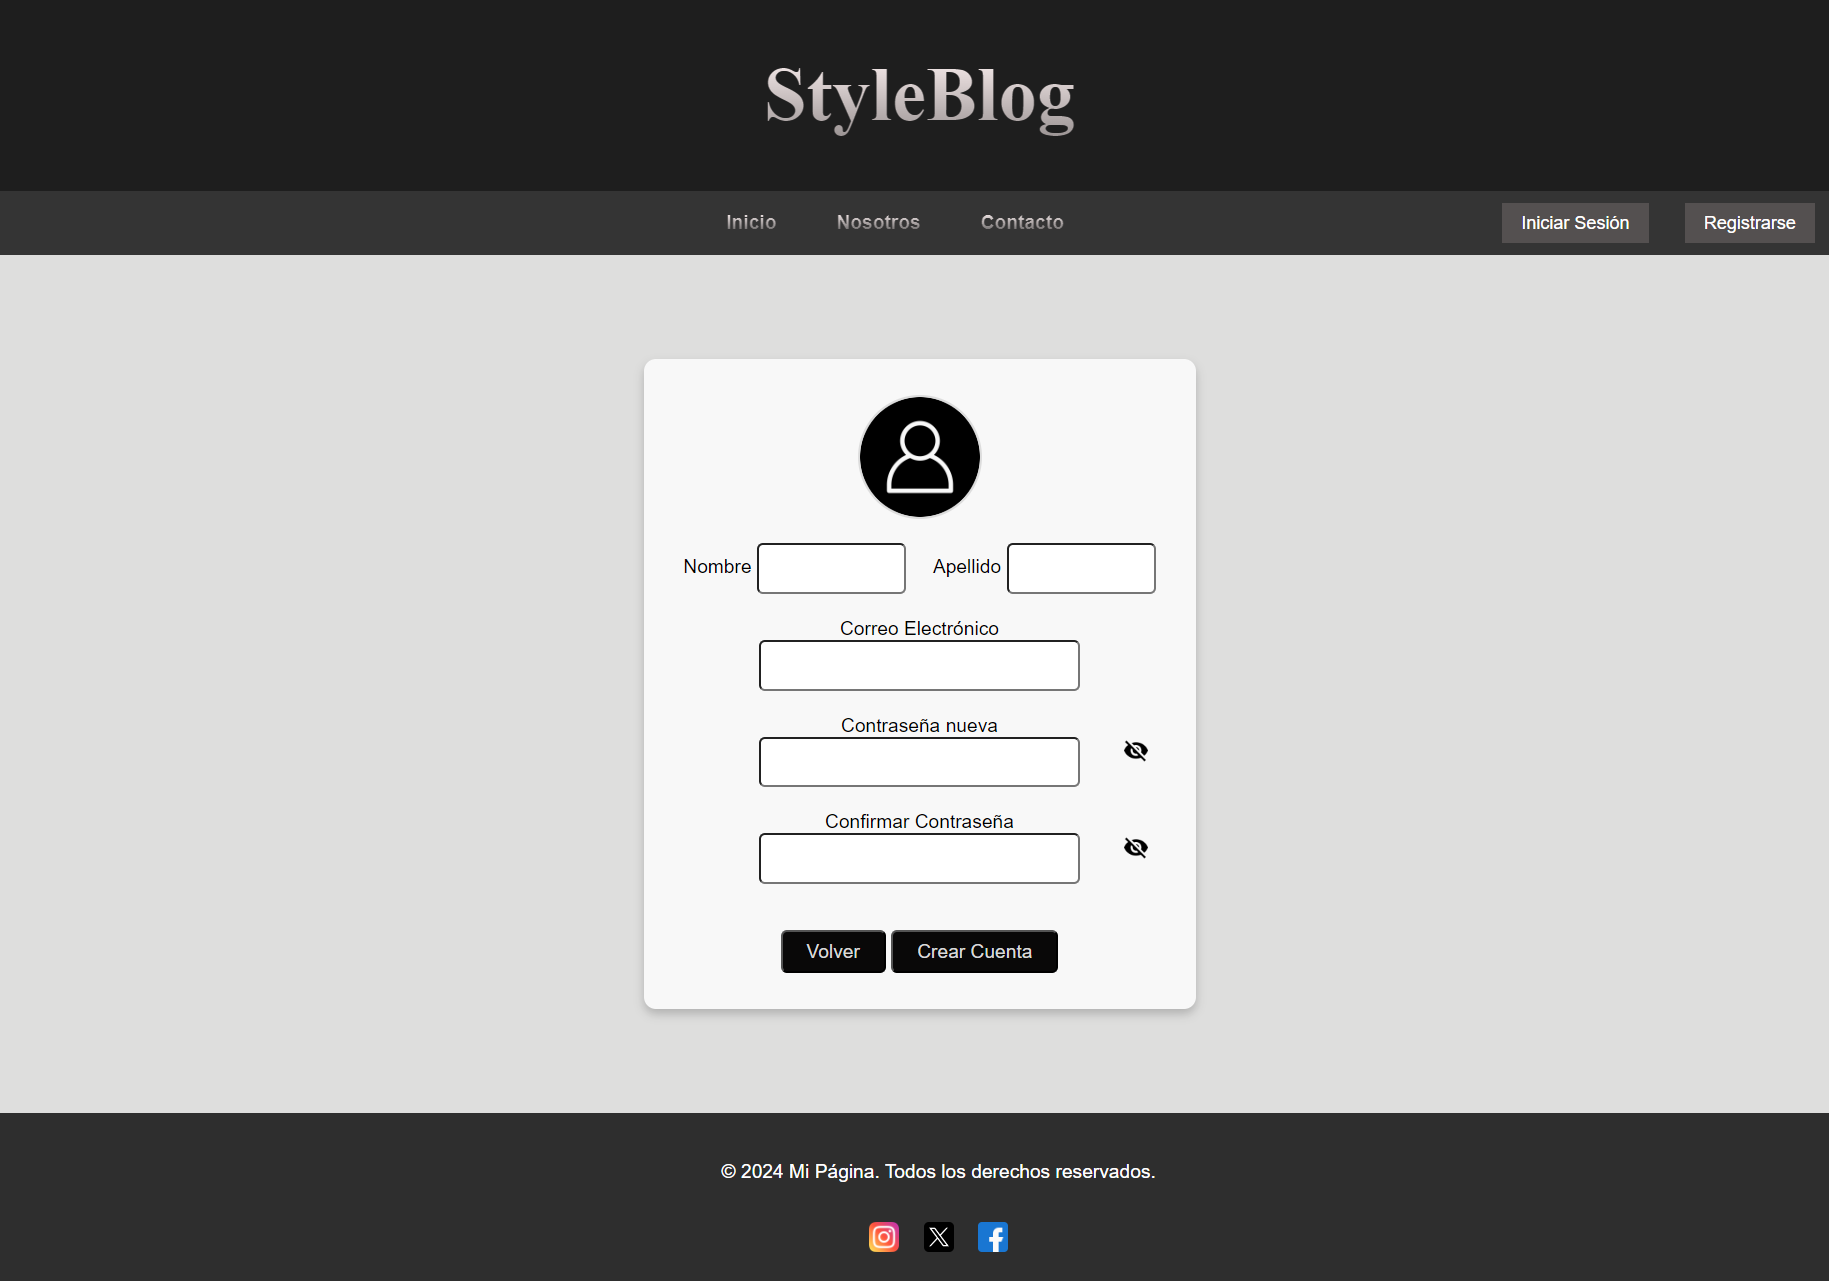 StyleBlog
Inicio Nosotros Contacto Iniciar Sesión Registrarse
Nombre Apellido
Correo Electrónico
Contraseña nueva
Confirmar Contraseña
Volver Crear Cuenta
© 2024 Mi Página. Todos los derechos reservados.